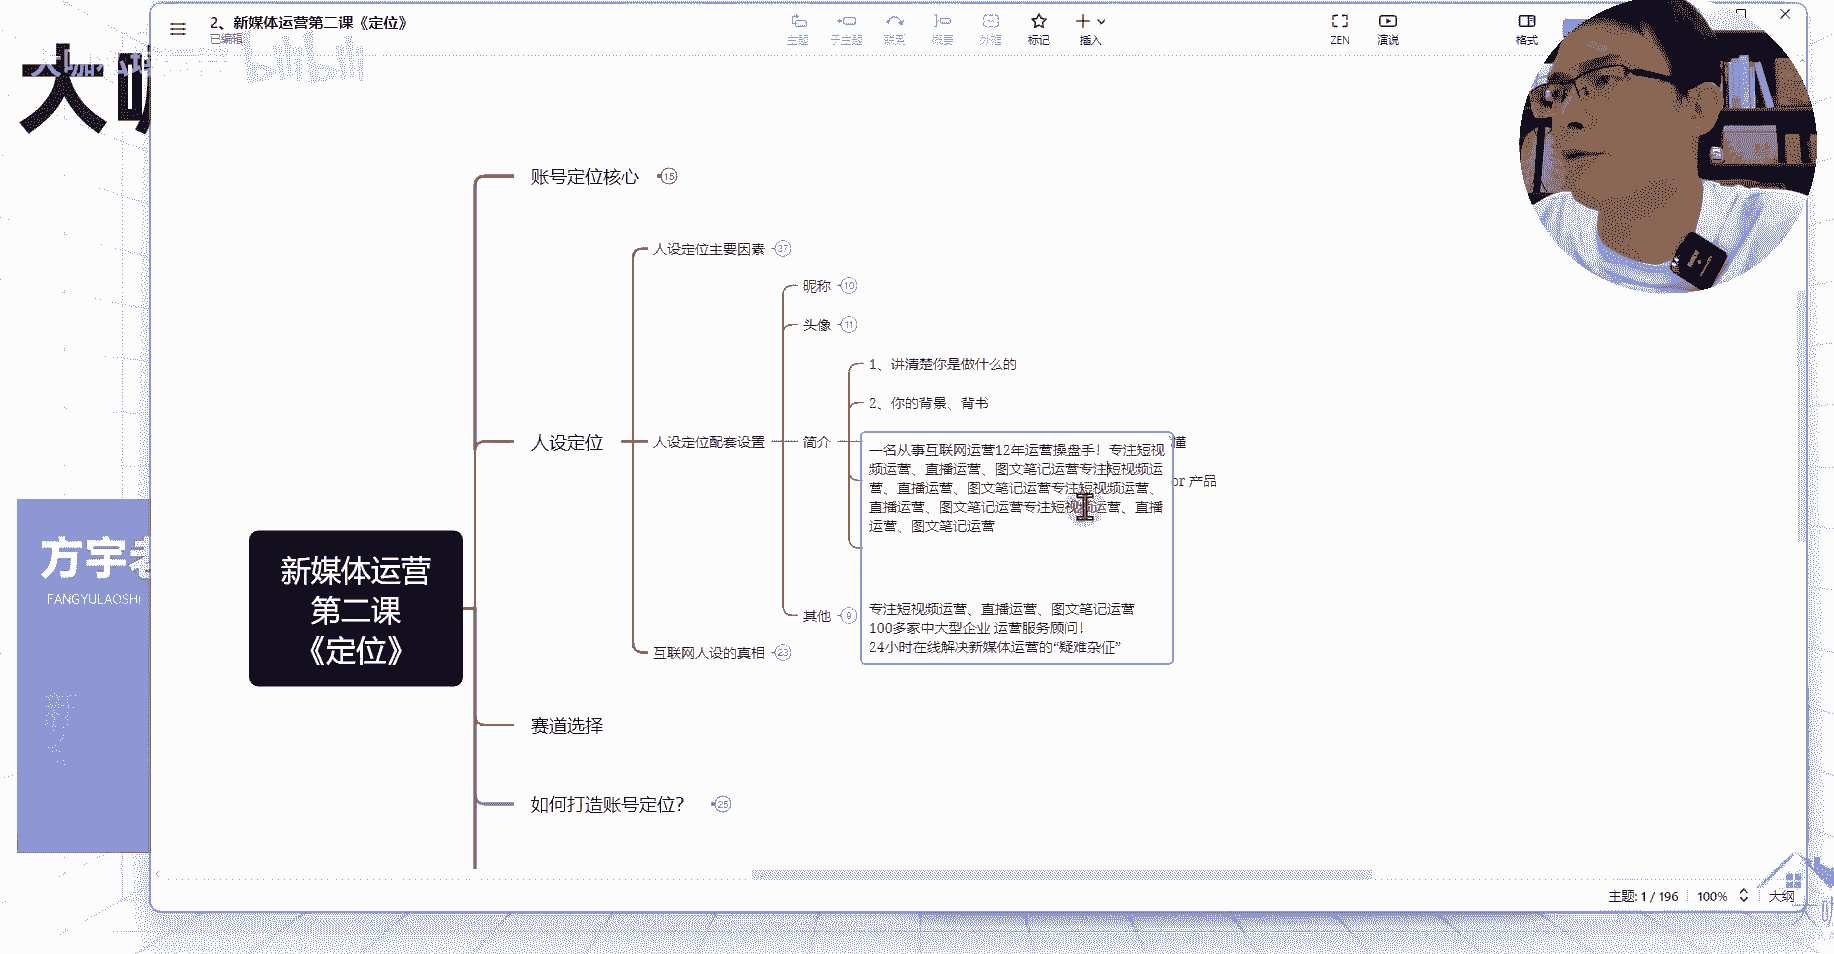 2、新媒体运营第二课《定位》
已编辑
主题
子主题
联系
概要
外框
标记
插入
ZEN
演说
格式
大咖
bilibili
账号定位核心 15
人设定位主要因素 37
昵称 10
头像 11
1、讲清楚你是做什么的
2、你的背景、背书
人设定位
人设定位配套设置
简介
懂
一名从事互联网运营12年运营操盘手！专注短视
频运营、直播运营、图文笔记运营专注短视频运
营、直播运营、图文笔记运营专注短视频运营、
直播运营、图文笔记运营专注短视频运营、直播
运营、图文笔记运营
or 产品
专注短视频运营、直播运营、图文笔记运营
100多家中大型企业 运营服务顾问！
24小时在线解决新媒体运营的“疑难杂症”
其他 9
互联网人设的真相 23
新媒体运营
第二课
《定位》
赛道选择
如何打造账号定位？ 25
方宇老
FANGYULAOSHI
主题: 1 / 196
100%
大纲